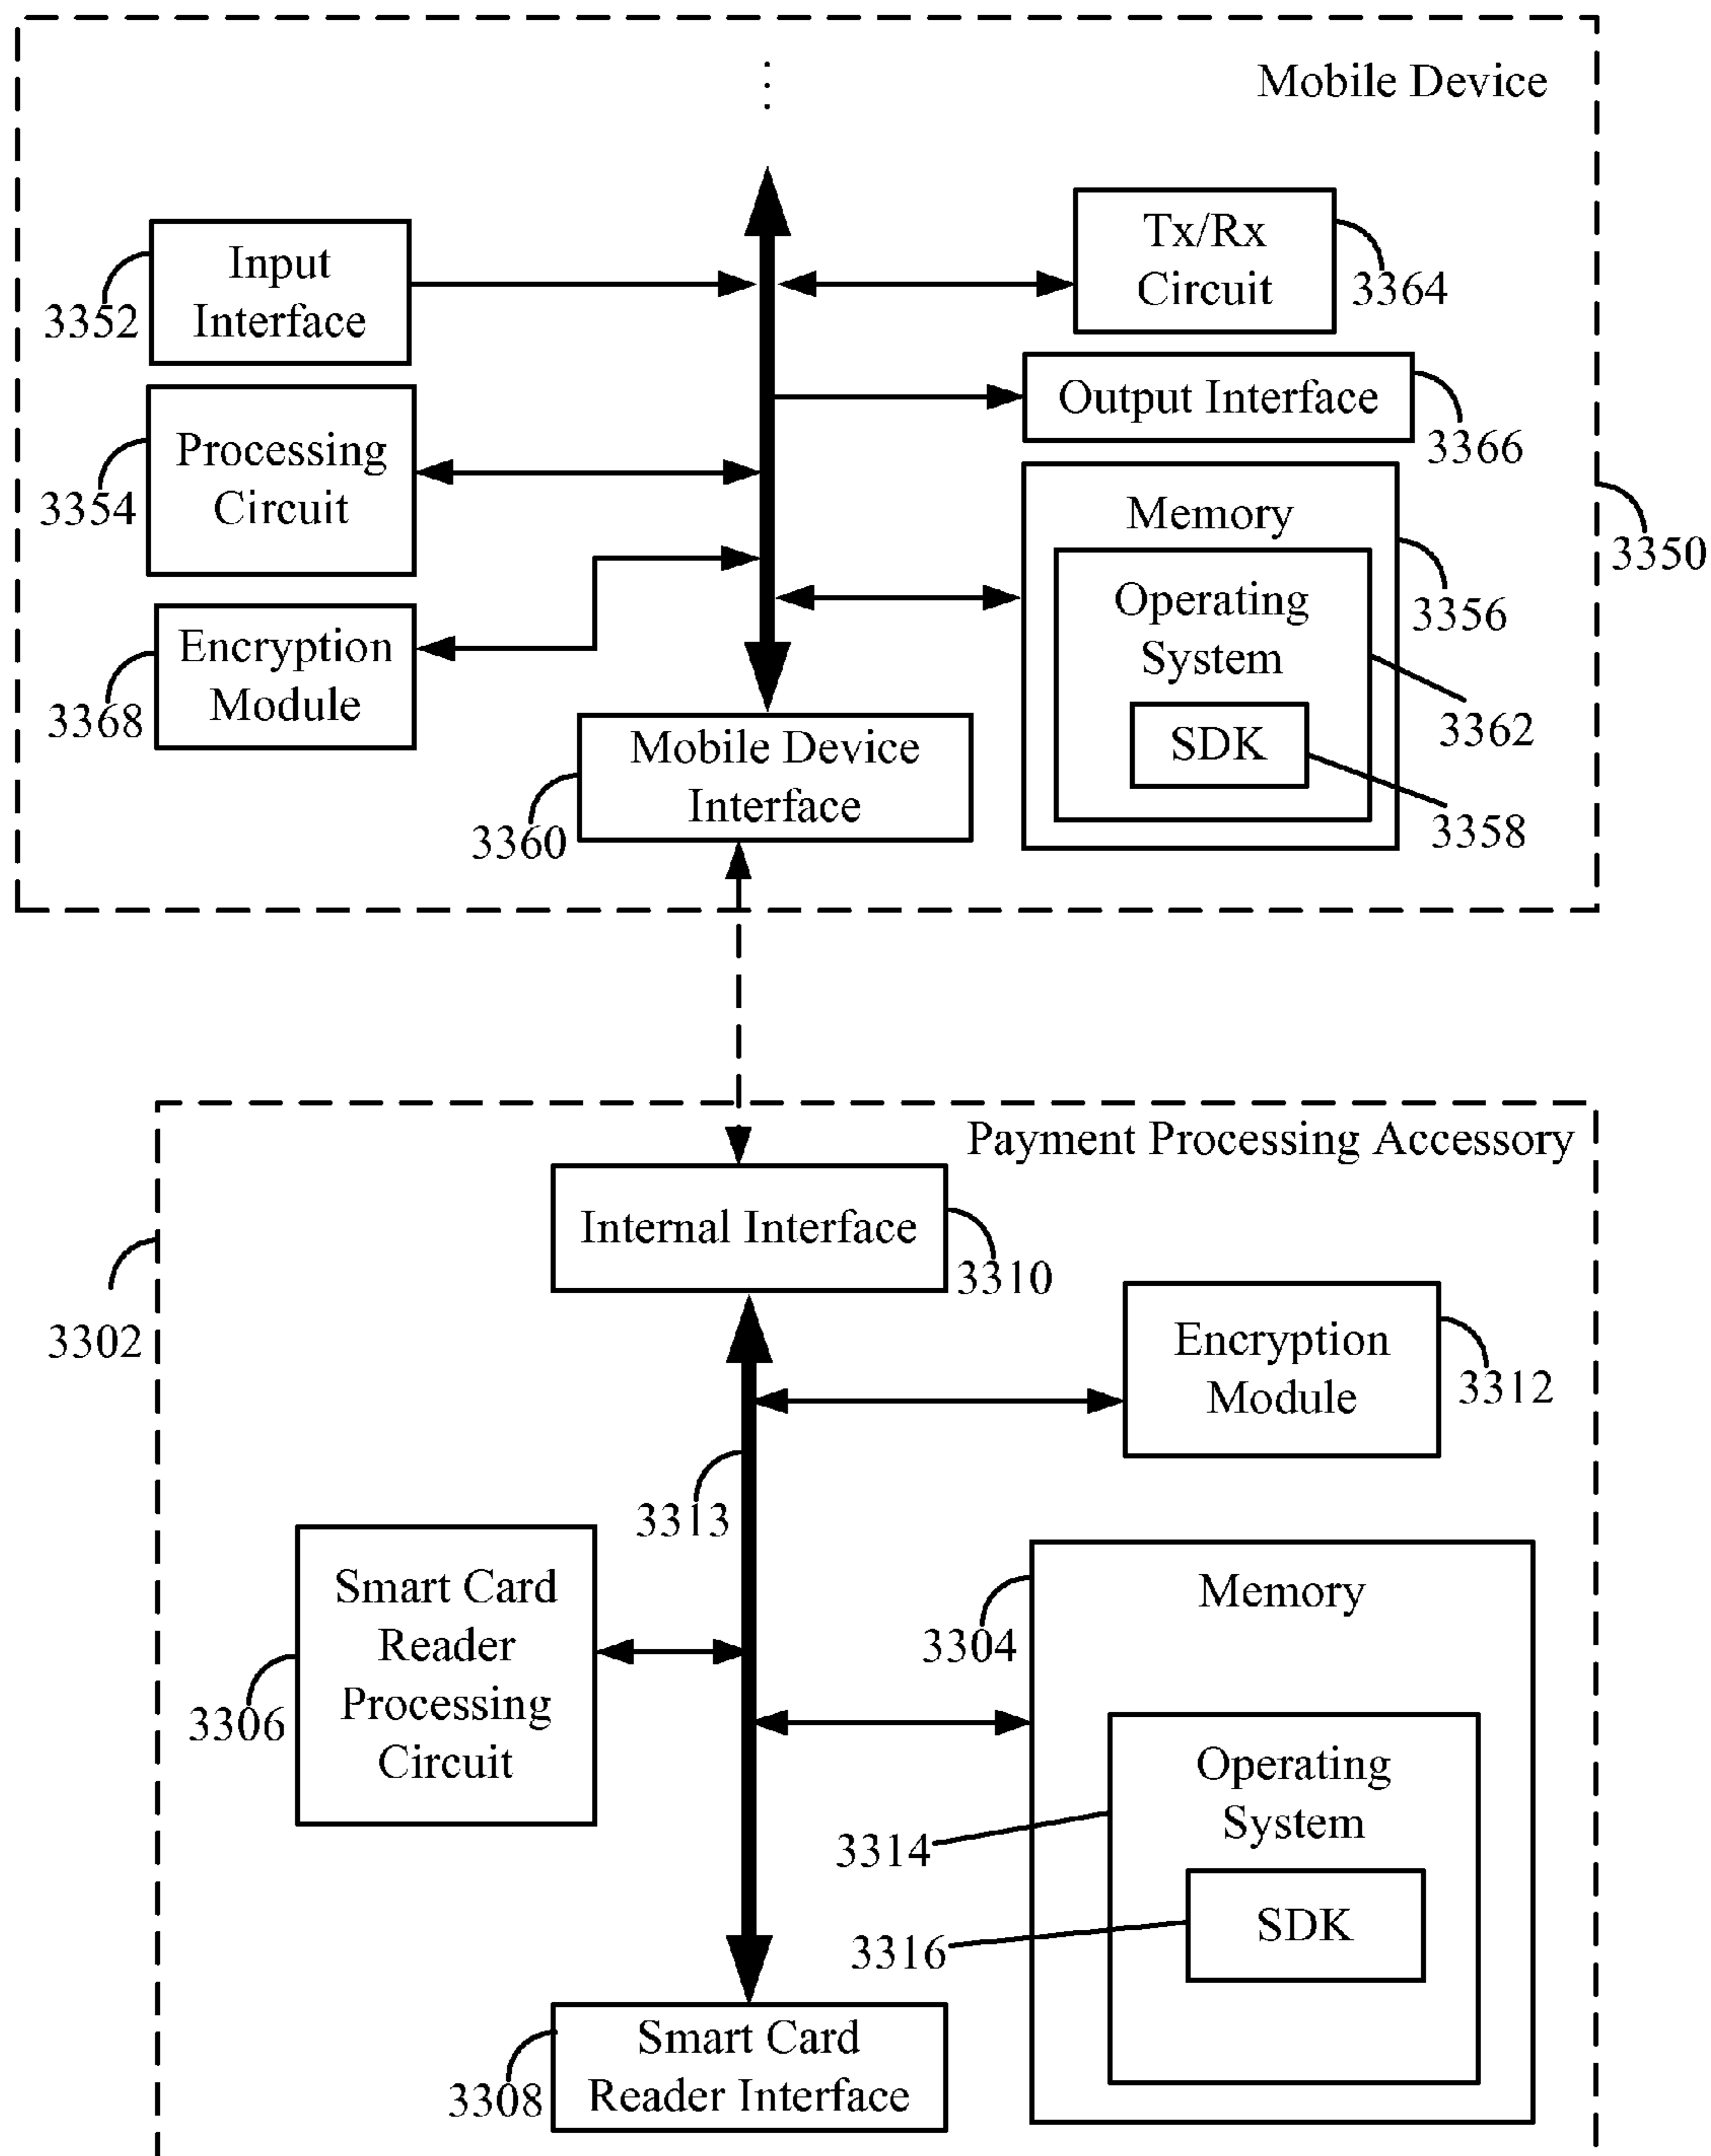 Mobile Device
⋮
Input
Interface
3352
Tx/Rx
Circuit
3364
Output Interface
3366
Processing
Circuit
3354
Memory
3356
3350
Operating
System
3362
SDK
3358
Encryption
Module
3368
Mobile Device
Interface
3360
Payment Processing Accessory
3302
Internal Interface
3310
Encryption
Module
3312
3313
Smart Card
Reader
Processing
Circuit
3306
Memory
3304
Operating
System
3314
SDK
3316
Smart Card
Reader Interface
3308